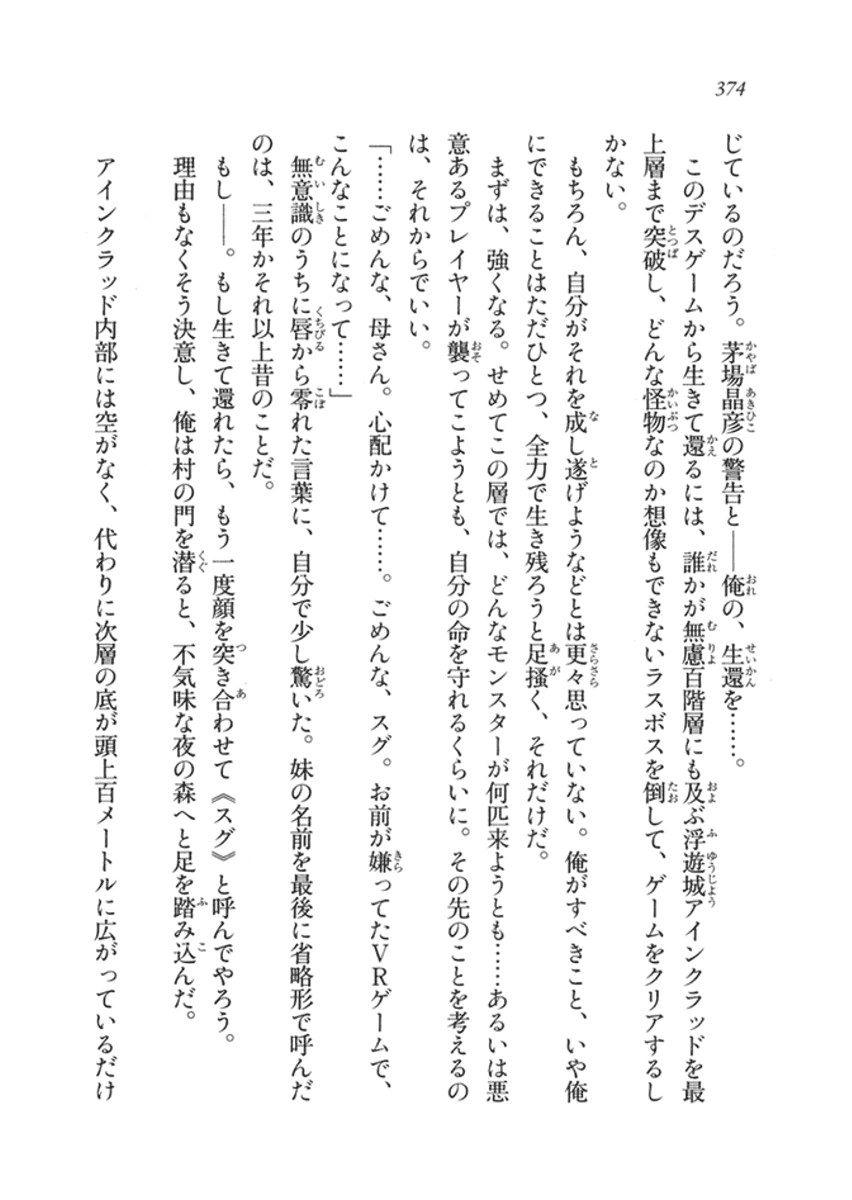 374
じているのだろう。茅場晶彦の警告と――俺の、生還を……。
このデスゲームから生きて還るには、誰かが無慮百階層にも及ぶ浮遊城アインクラッドを最
上層まで突破し、どんな怪物なのか想像もできないラスボスを倒して、ゲームをクリアするし
かない。
もちろん、自分がそれを成し遂げようなどとは更々思っていない。俺がすべきこと、いや俺
にできることはただひとつ、全力で生き残ろうと足掻く、それだけだ。
まずは、強くなる。せめてこの層では、どんなモンスターが何匹来ようとも……あるいは悪
意あるプレイヤーが襲ってこようとも、自分の命を守れるくらいに。その先のことを考えるの
は、それからでいい。
「……ごめんな、母さん。心配かけて……。ごめんな、スグ。お前が嫌ってたＶＲゲームで、
こんなことになって……」
無意識のうちに唇から零れた言葉に、自分で少し驚いた。妹の名前を最後に省略形で呼んだ
のは、三年かそれ以上昔のことだ。
もし――。もし生きて還れたら、もう一度顔を突き合わせて《スグ》と呼んでやろう。
理由もなくそう決意し、俺は村の門を潜ると、不気味な夜の森へと足を踏み込んだ。
アインクラッド内部には空がなく、代わりに次層の底が頭上百メートルに広がっているだけ